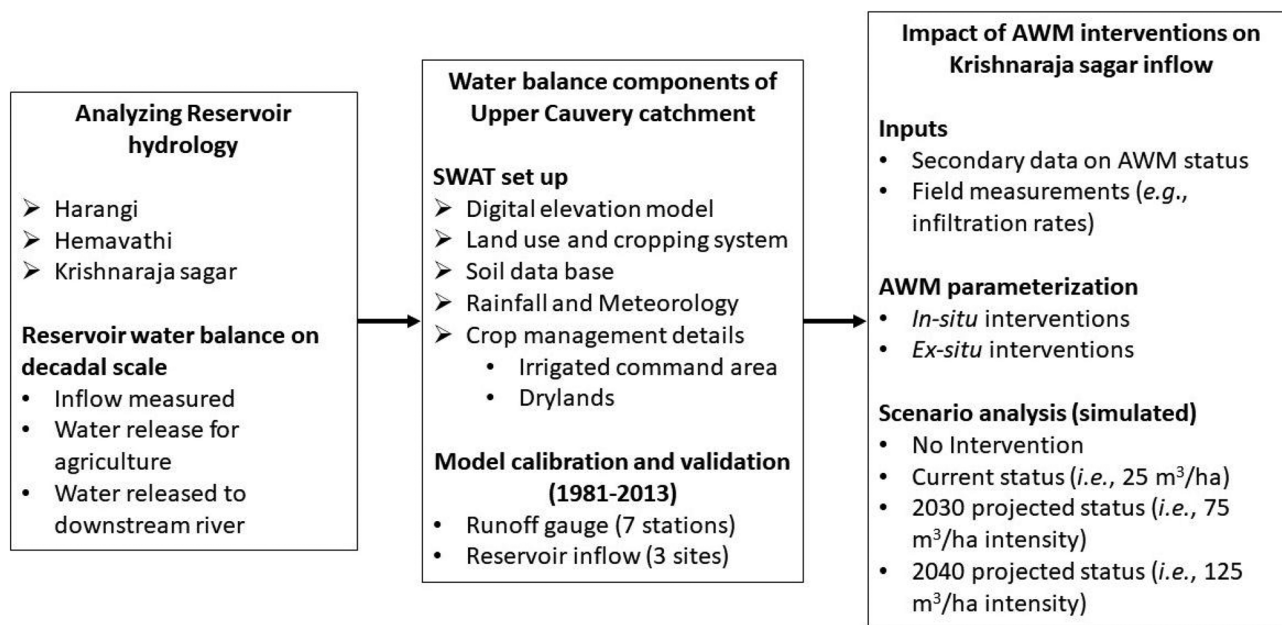 Analyzing Reservoir
hydrology
➢ Harangi
➢ Hemavathi
➢ Krishnaraja sagar
Reservoir water balance on
decadal scale
• Inflow measured
• Water release for
agriculture
• Water released to
downstream river
Water balance components of
Upper Cauvery catchment
SWAT set up
➢ Digital elevation model
➢ Land use and cropping system
➢ Soil data base
➢ Rainfall and Meteorology
➢ Crop management details
• Irrigated command area
• Drylands
Model calibration and validation
(1981-2013)
• Runoff gauge (7 stations)
• Reservoir inflow (3 sites)
Impact of AWM interventions on
Krishnaraja sagar inflow
Inputs
• Secondary data on AWM status
• Field measurements (e.g.,
infiltration rates)
AWM parameterization
• In-situ interventions
• Ex-situ interventions
Scenario analysis (simulated)
• No Intervention
• Current status (i.e., 25 m³/ha)
• 2030 projected status (i.e., 75
m³/ha intensity)
• 2040 projected status (i.e., 125
m³/ha intensity)